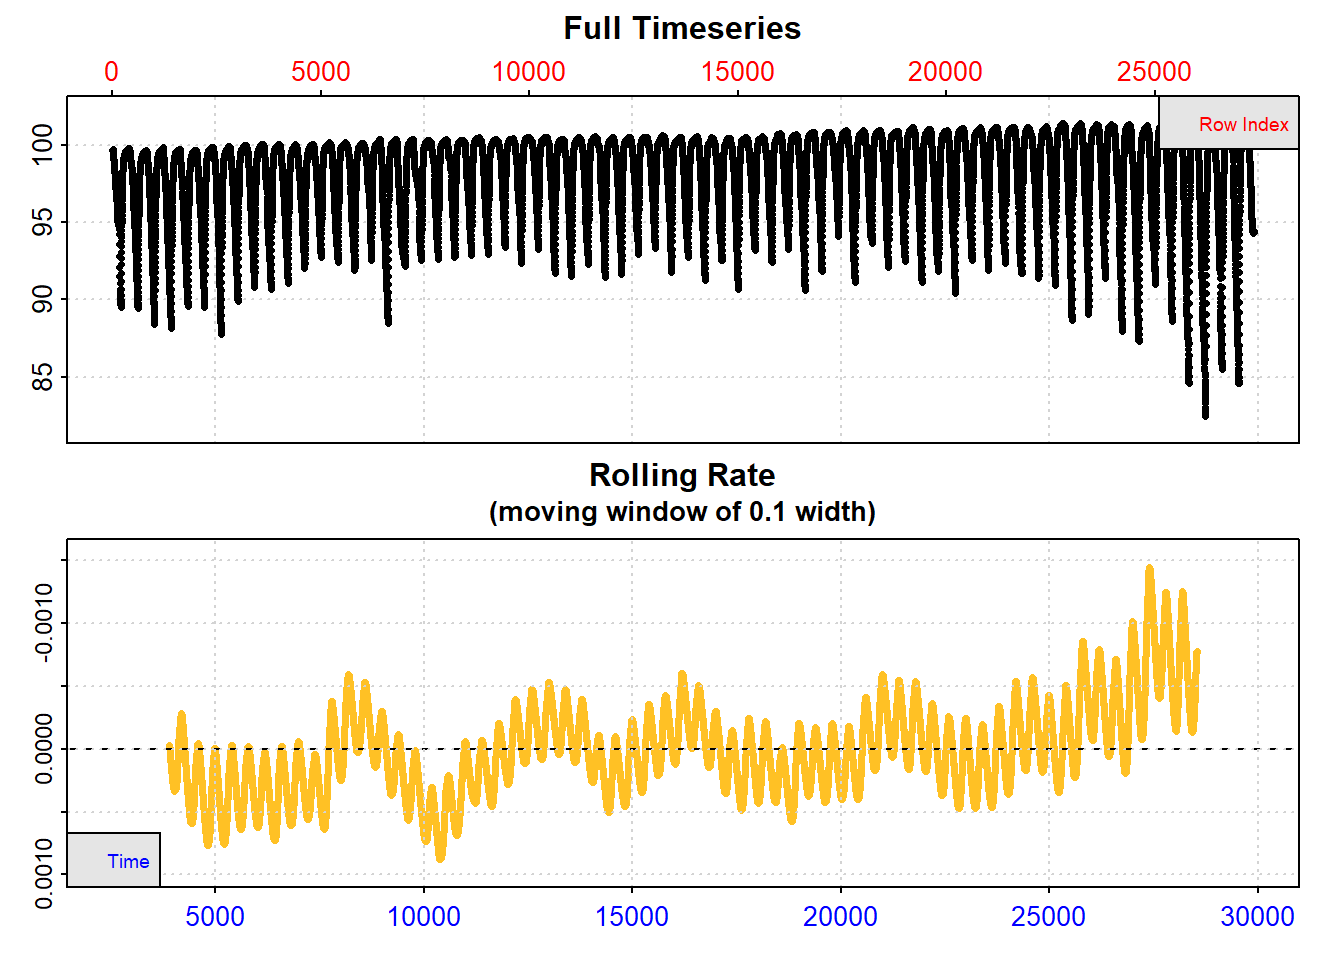 Full Timeseries
0 5000 10000 15000 20000 25000
Row Index
100
95
90
85
Rolling Rate
(moving window of 0.1 width)
-0.0010
0.0000
0.0010
Time
5000 10000 15000 20000 25000 30000